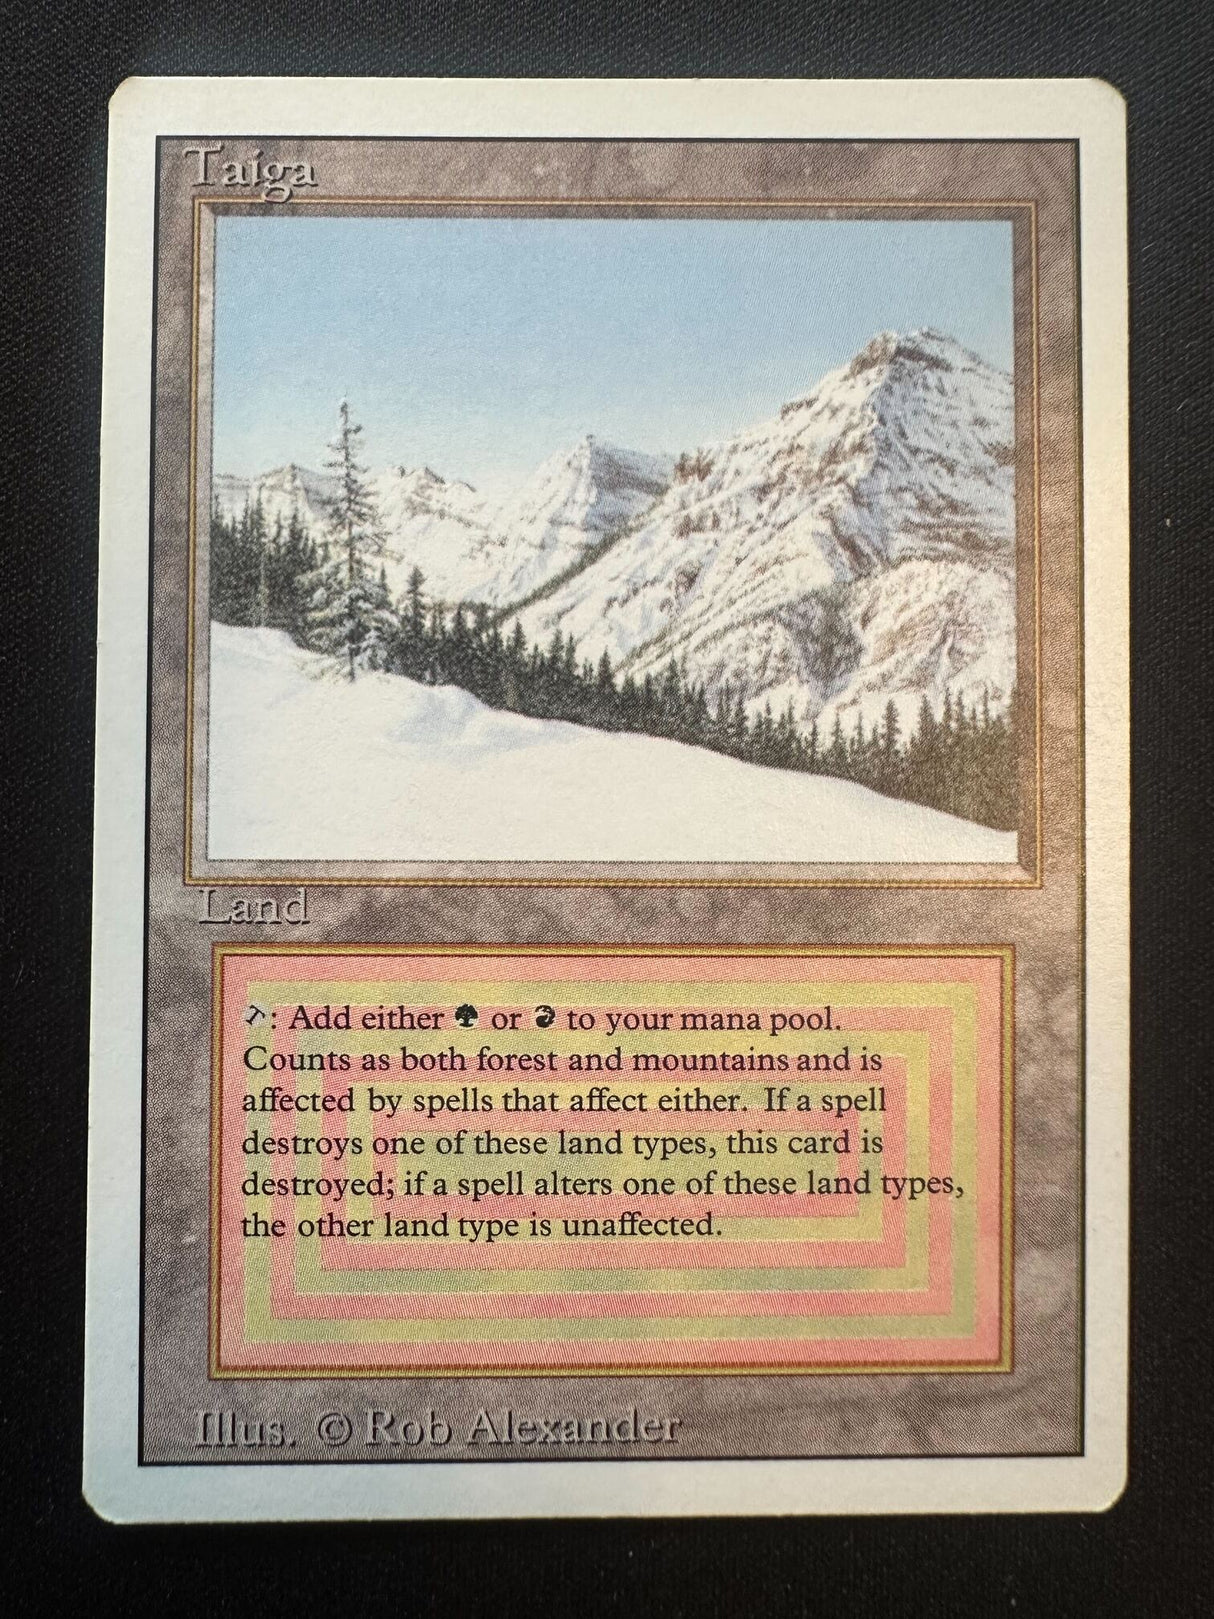 Taiga
Land
: Add either or to your mana pool.
Counts as both forest and mountains and is
affected by spells that affect either. If a spell
destroys one of these land types, this card is
destroyed; if a spell alters one of these land types,
the other land type is unaffected.
Illus. © Rob Alexander